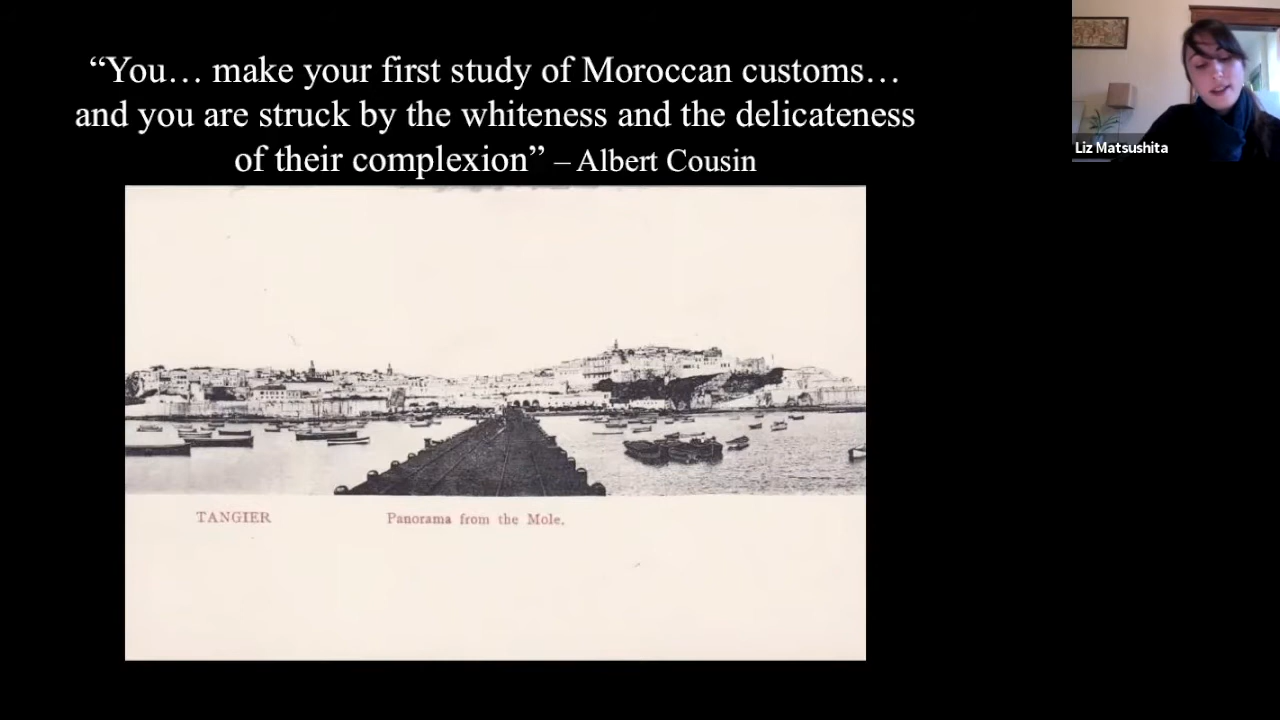 “You… make your first study of Moroccan customs…
and you are struck by the whiteness and the delicateness
of their complexion” – Albert Cousin
Liz Matsushita
TANGIER Panorama from the Mole.